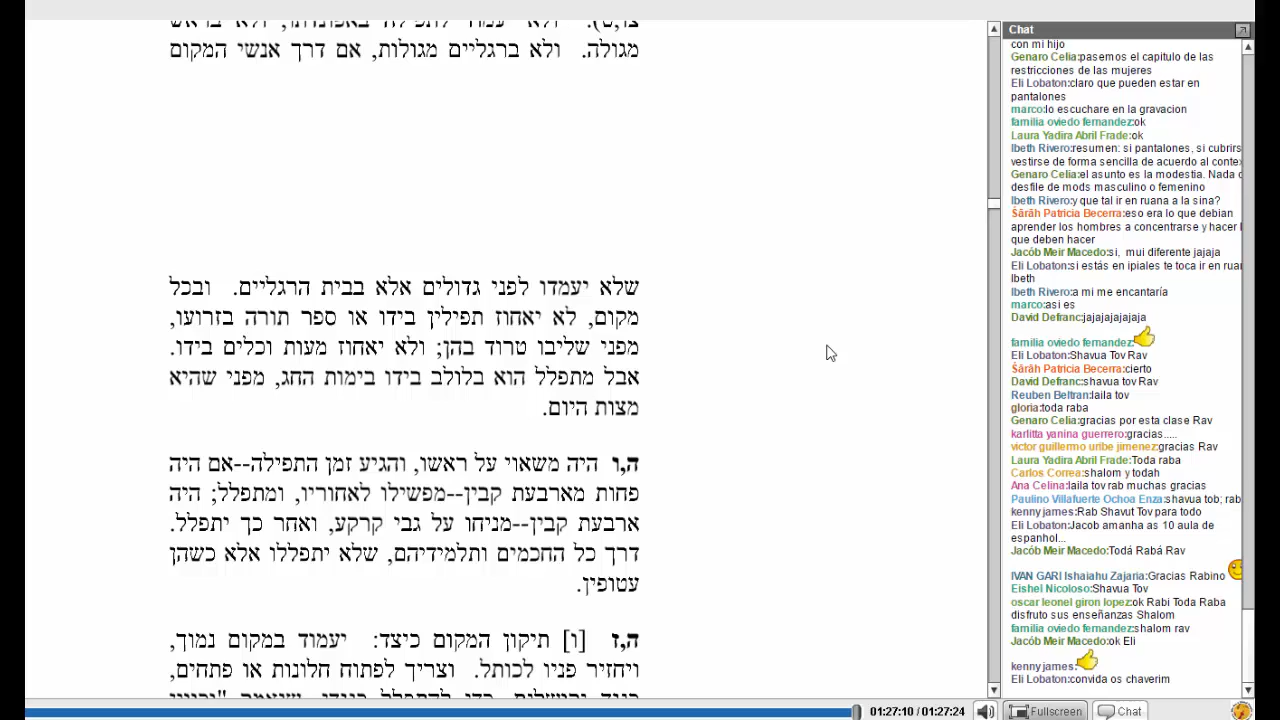 מגולה.  ולא ברגליים מגולות, אם דרך אנשי המקום
שלא יעמדו לפני גדולים אלא בבית הרגליים.  ובכל
מקום, לא יאחוז תפילין בידו או ספר תורה בזרועו,
מפני שליבו טרוד בהן; ולא יאחוז מעות וכלים בידו.
אבל מתפלל הוא בלולב בידו בימות החג, מפני שהיא
מצות היום.
ה,ו היה משאוי על ראשו, והגיע זמן התפילה--אם היה
פחות מארבעת קבין--מפשילו לאחוריו, ומתפלל; היה
ארבעת קבין--מניחו על גבי קרקע, ואחר כך יתפלל.
דרך כל החכמים ותלמידיהם, שלא יתפללו אלא כשהן
עטופין.
ה,ז [ו] תיקון המקום כיצד:  יעמוד במקום נמוך,
ויחזיר פניו לכותל.  וצריך לפתוח חלונות או פתחים,
Chat
con mi hijo
Genaro Celia:pasemos el capitulo de las
restricciones de las mujeres
Eli Lobaton:claro que pueden estar en
pantalones
marco:lo escuchare en la gravacion
familia oviedo fernandez:ok
Laura Yadira Abril Frade:ok
Ibeth Rivero:resumen: si pantalones, si cubrirs
vestirse de forma sencilla de acuerdo al conte
Genaro Celia:el asunto es la modestia. Nada
desfile de mods masculino o femenino
Ibeth Rivero:y que tal ir en ruana a la sina?
Śäräh Patricia Becerra:eso era lo que debian
aprender los hombres a concentrarse y hacer
que deben hacer
Jacób Meir Macedo:si,  mui diferente jajaja
Eli Lobaton:si estás en ipiales te toca ir en
Ibeth
Ibeth Rivero:a mi me encantaría
marco:asi es
David Defranc:jajajajajajaja
familia oviedo fernandez:
Eli Lobaton:Shavua Tov Rav
Śäräh Patricia Becerra:cierto
David Defranc:shavua tov Rav
Reuben Beltran:laila tov
gloria:toda raba
Genaro Celia:gracias por esta clase Rav
karlitta yanina guerrero:gracias.....
victor guillermo uribe jimenez:gracias Rav
Laura Yadira Abril Frade:Toda raba
Carlos Correa:shalom y todah
Ana Celina:laila tov rab muchas gracias
Paulino Villafuerte Ochoa Enza:shavua tob; rab
kenny james:Rab Shavut Tov para todo
Eli Lobaton:Jacob amanha as 10 aula de
espanhol...
Jacób Meir Macedo:Todá Rabá Rav
IVAN GARI Ishaiahu Zajaria:Gracias Rabino
Eishel Nicoloso:Shavua Tov
oscar leonel giron lopez:ok Rabi Toda Raba
disfruto sus enseñanzas Shalom
familia oviedo fernandez:shalom rav
Jacób Meir Macedo:ok Eli
kenny james:
Eli Lobaton:convida os chaverim
01:27:10 / 01:27:24
Fullscreen
Chat